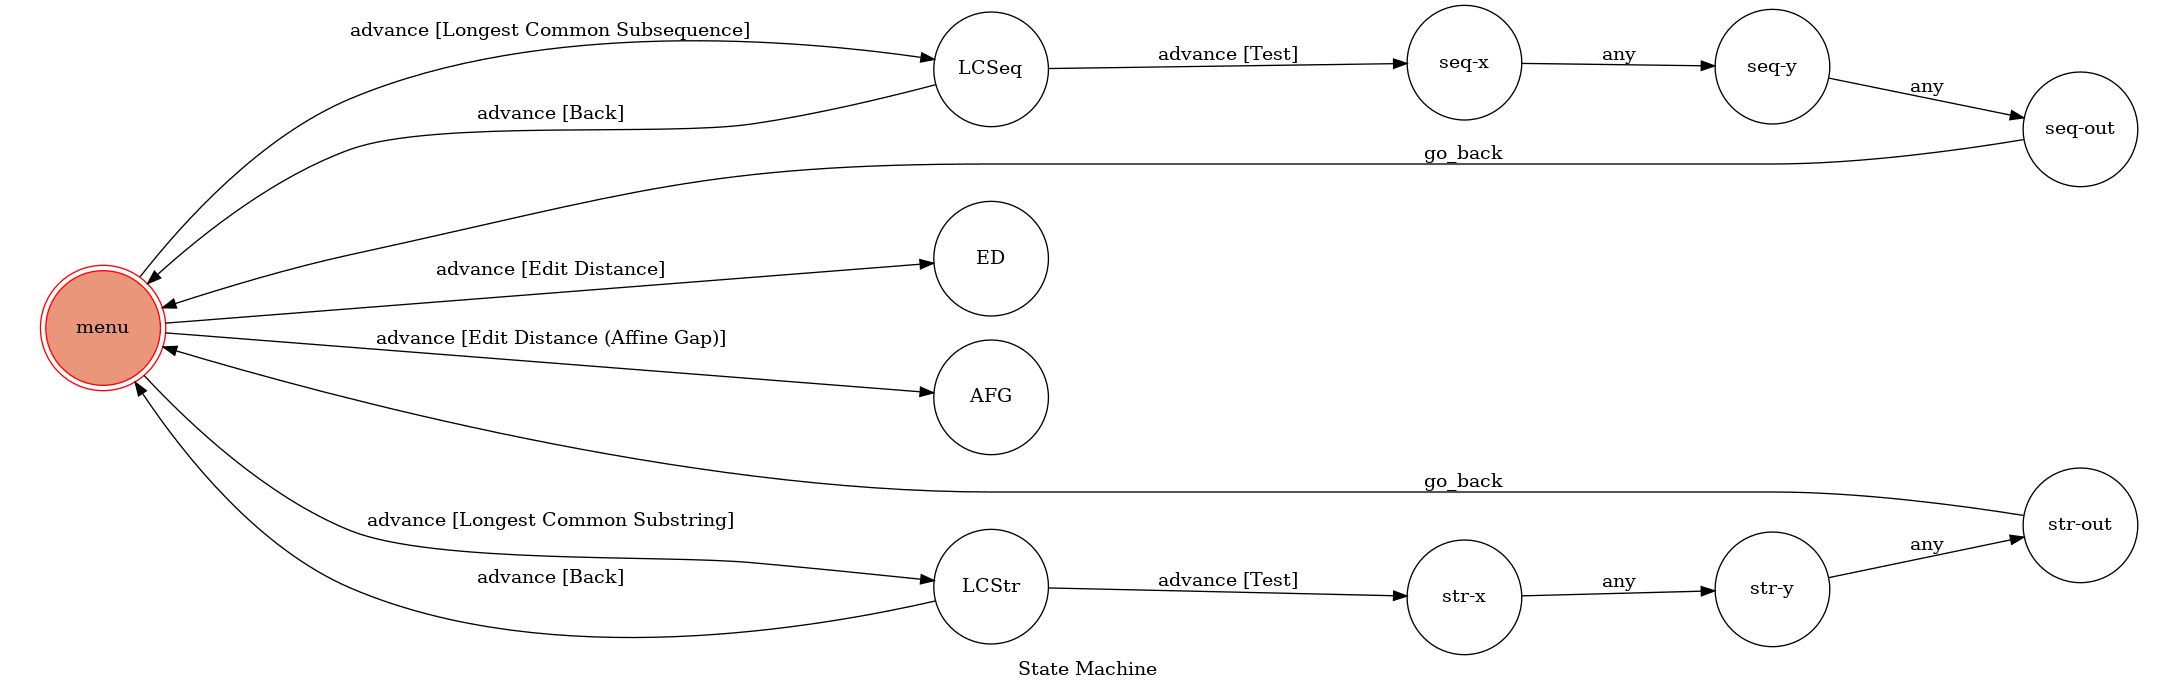 advance [Longest Common Subsequence]
LCSeq
advance [Test]
seq-x
any
seq-y
any
seq-out
advance [Back]
go_back
advance [Edit Distance]
ED
menu
advance [Edit Distance (Affine Gap)]
AFG
go_back
advance [Longest Common Substring]
LCStr
advance [Test]
str-x
any
str-y
any
str-out
advance [Back]
State Machine